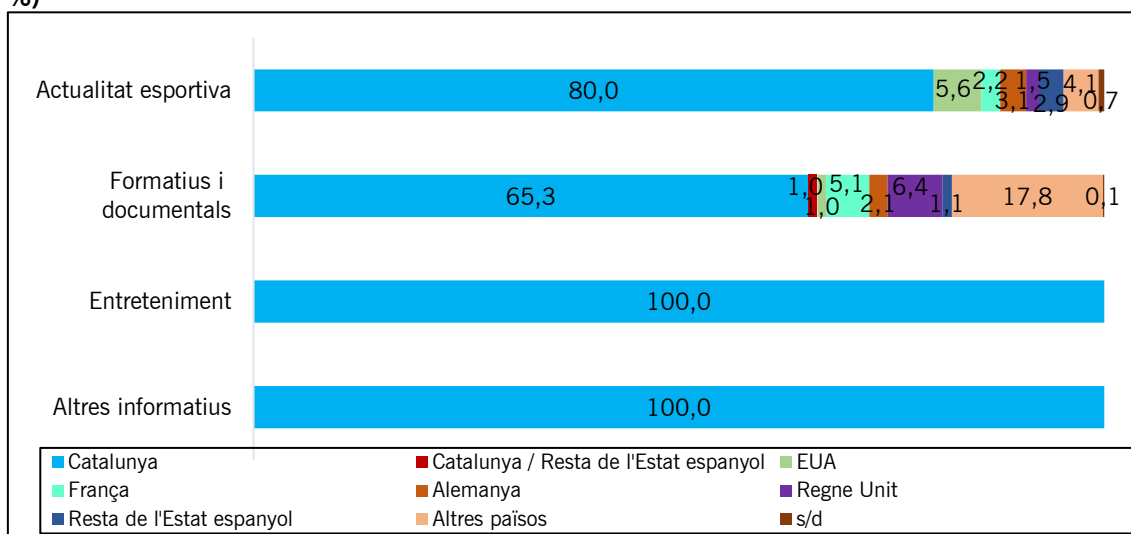 %)
Actualitat esportiva
80,0 5,6 2,2 3,1 1,5 2,9 4,1 0,7
Formatius i
documentals
65,3 1,0 1,0 5,1 2,1 6,4 1,1 17,8 0,1
Entreteniment
100,0
Altres informatius
100,0
Catalunya Catalunya / Resta de l'Estat espanyol EUA
França Alemanya Regne Unit
Resta de l'Estat espanyol Altres països s/d